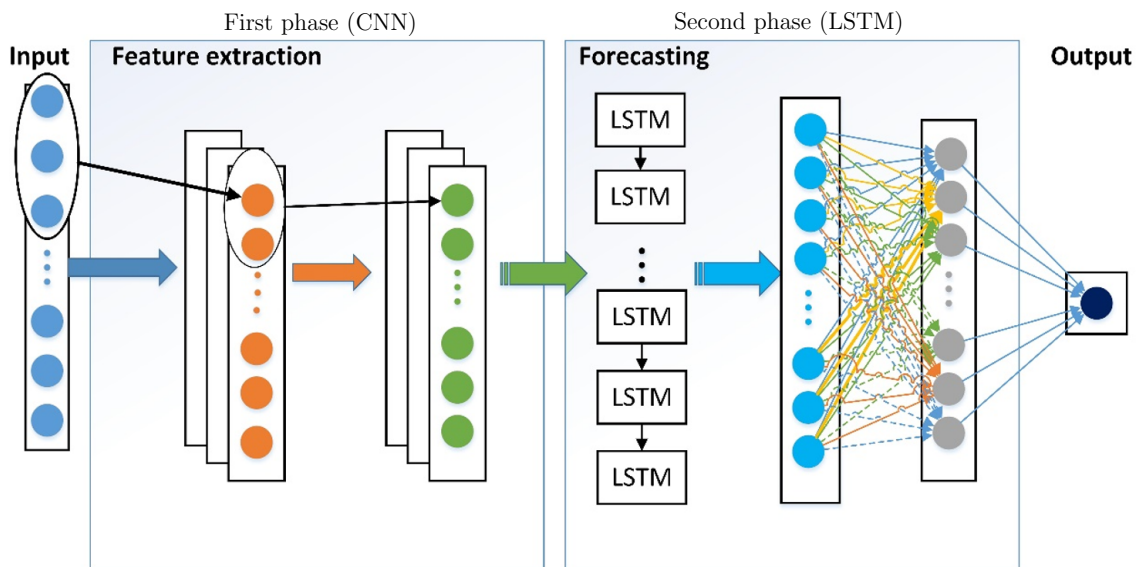 First phase (CNN)
Second phase (LSTM)
Input
Feature extraction
Forecasting
Output
LSTM
LSTM
LSTM
LSTM
LSTM